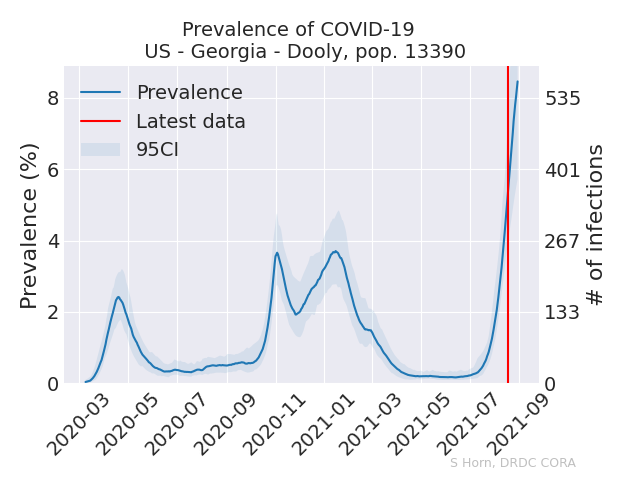 Prevalence of COVID-19
US - Georgia - Dooly, pop. 13390
Prevalence
Latest data
95CI
Prevalence (%)
8
6
4
2
0
535
401
267
133
0
# of infections
2020-03
2020-05
2020-07
2020-09
2020-11
2021-01
2021-03
2021-05
2021-07
2021-09
S Horn, DRDC CORA